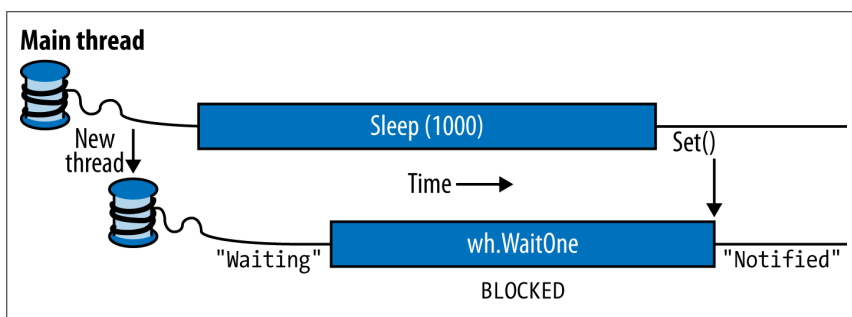 Main thread
Sleep (1000)
New
thread
Set()
Time
wh.WaitOne
"Waiting"
"Notified"
BLOCKED